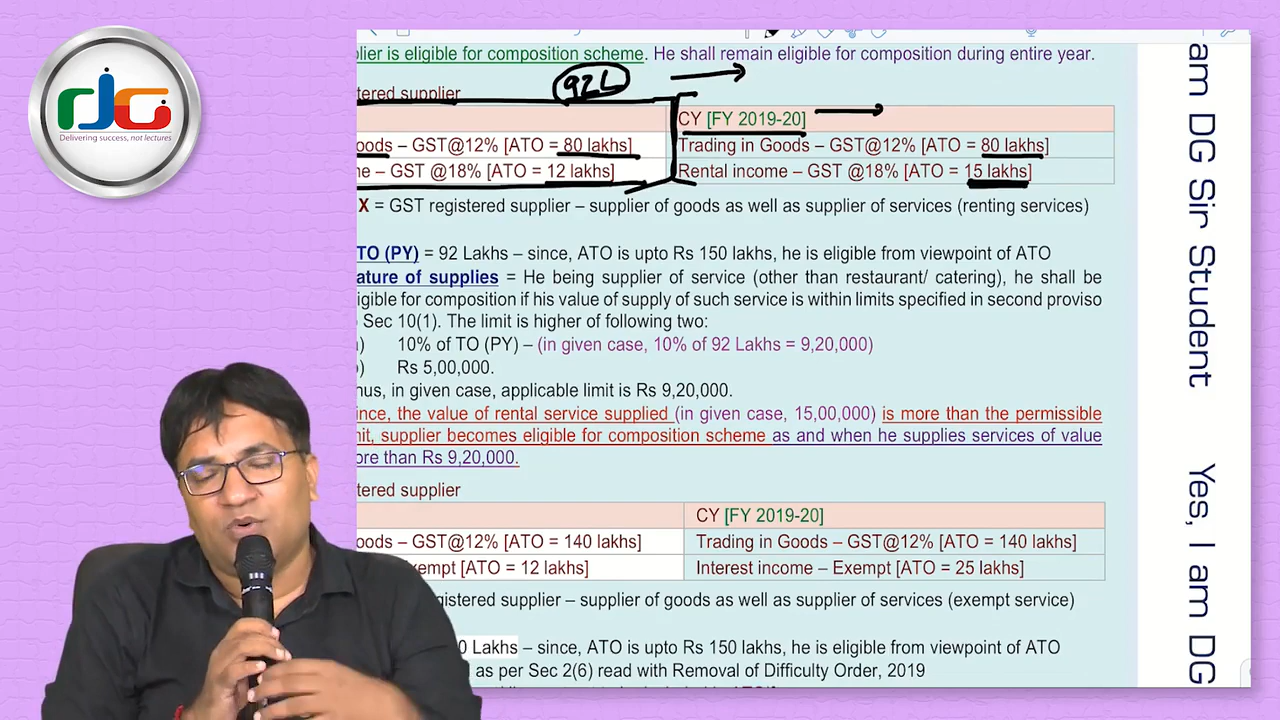 Delivering success, not lectures
plier is eligible for composition scheme. He shall remain eligible for composition during entire year.
92L
stered supplier
CY [FY 2019-20]
oods – GST@12% [ATO = 80 lakhs]
Trading in Goods – GST@12% [ATO = 80 lakhs]
me – GST @18% [ATO = 12 lakhs]
Rental income – GST @18% [ATO = 15 lakhs]
X = GST registered supplier – supplier of goods as well as supplier of services (renting services)
TO (PY) = 92 Lakhs – since, ATO is upto Rs 150 lakhs, he is eligible from viewpoint of ATO
ature of supplies = He being supplier of service (other than restaurant/ catering), he shall be
igible for composition if his value of supply of such service is within limits specified in second proviso
Sec 10(1). The limit is higher of following two:
) 10% of TO (PY) – (in given case, 10% of 92 Lakhs = 9,20,000)
) Rs 5,00,000.
hus, in given case, applicable limit is Rs 9,20,000.
ince, the value of rental service supplied (in given case, 15,00,000) is more than the permissible
mit, supplier becomes eligible for composition scheme as and when he supplies services of value
ore than Rs 9,20,000.
stered supplier
CY [FY 2019-20]
oods – GST@12% [ATO = 140 lakhs]
Trading in Goods – GST@12% [ATO = 140 lakhs]
xempt [ATO = 12 lakhs]
Interest income – Exempt [ATO = 25 lakhs]
gistered supplier – supplier of goods as well as supplier of services (exempt service)
0 Lakhs – since, ATO is upto Rs 150 lakhs, he is eligible from viewpoint of ATO
as per Sec 2(6) read with Removal of Difficulty Order, 2019
am DG Sir Student
Yes, I am DG